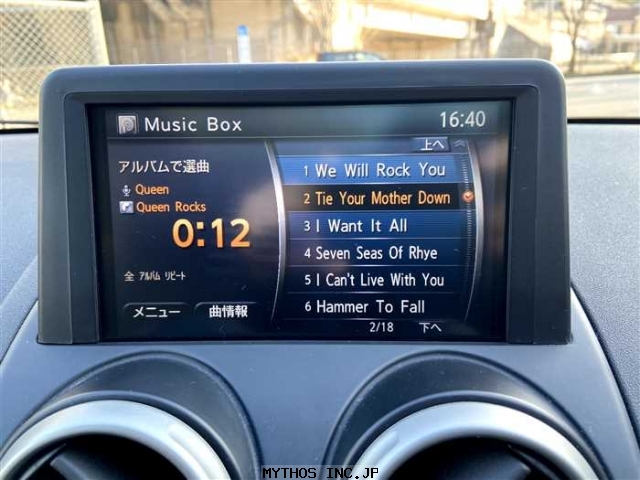 Music Box
16:40
上へ
アルバムで選曲
Queen
Queen Rocks
0:12
全 アルバム リピート
メニュー
曲情報
1 We Will Rock You
2 Tie Your Mother Down
3 I Want It All
4 Seven Seas Of Rhye
5 I Can't Live With You
6 Hammer To Fall
2/18
下へ
MYTHOS INC.JP